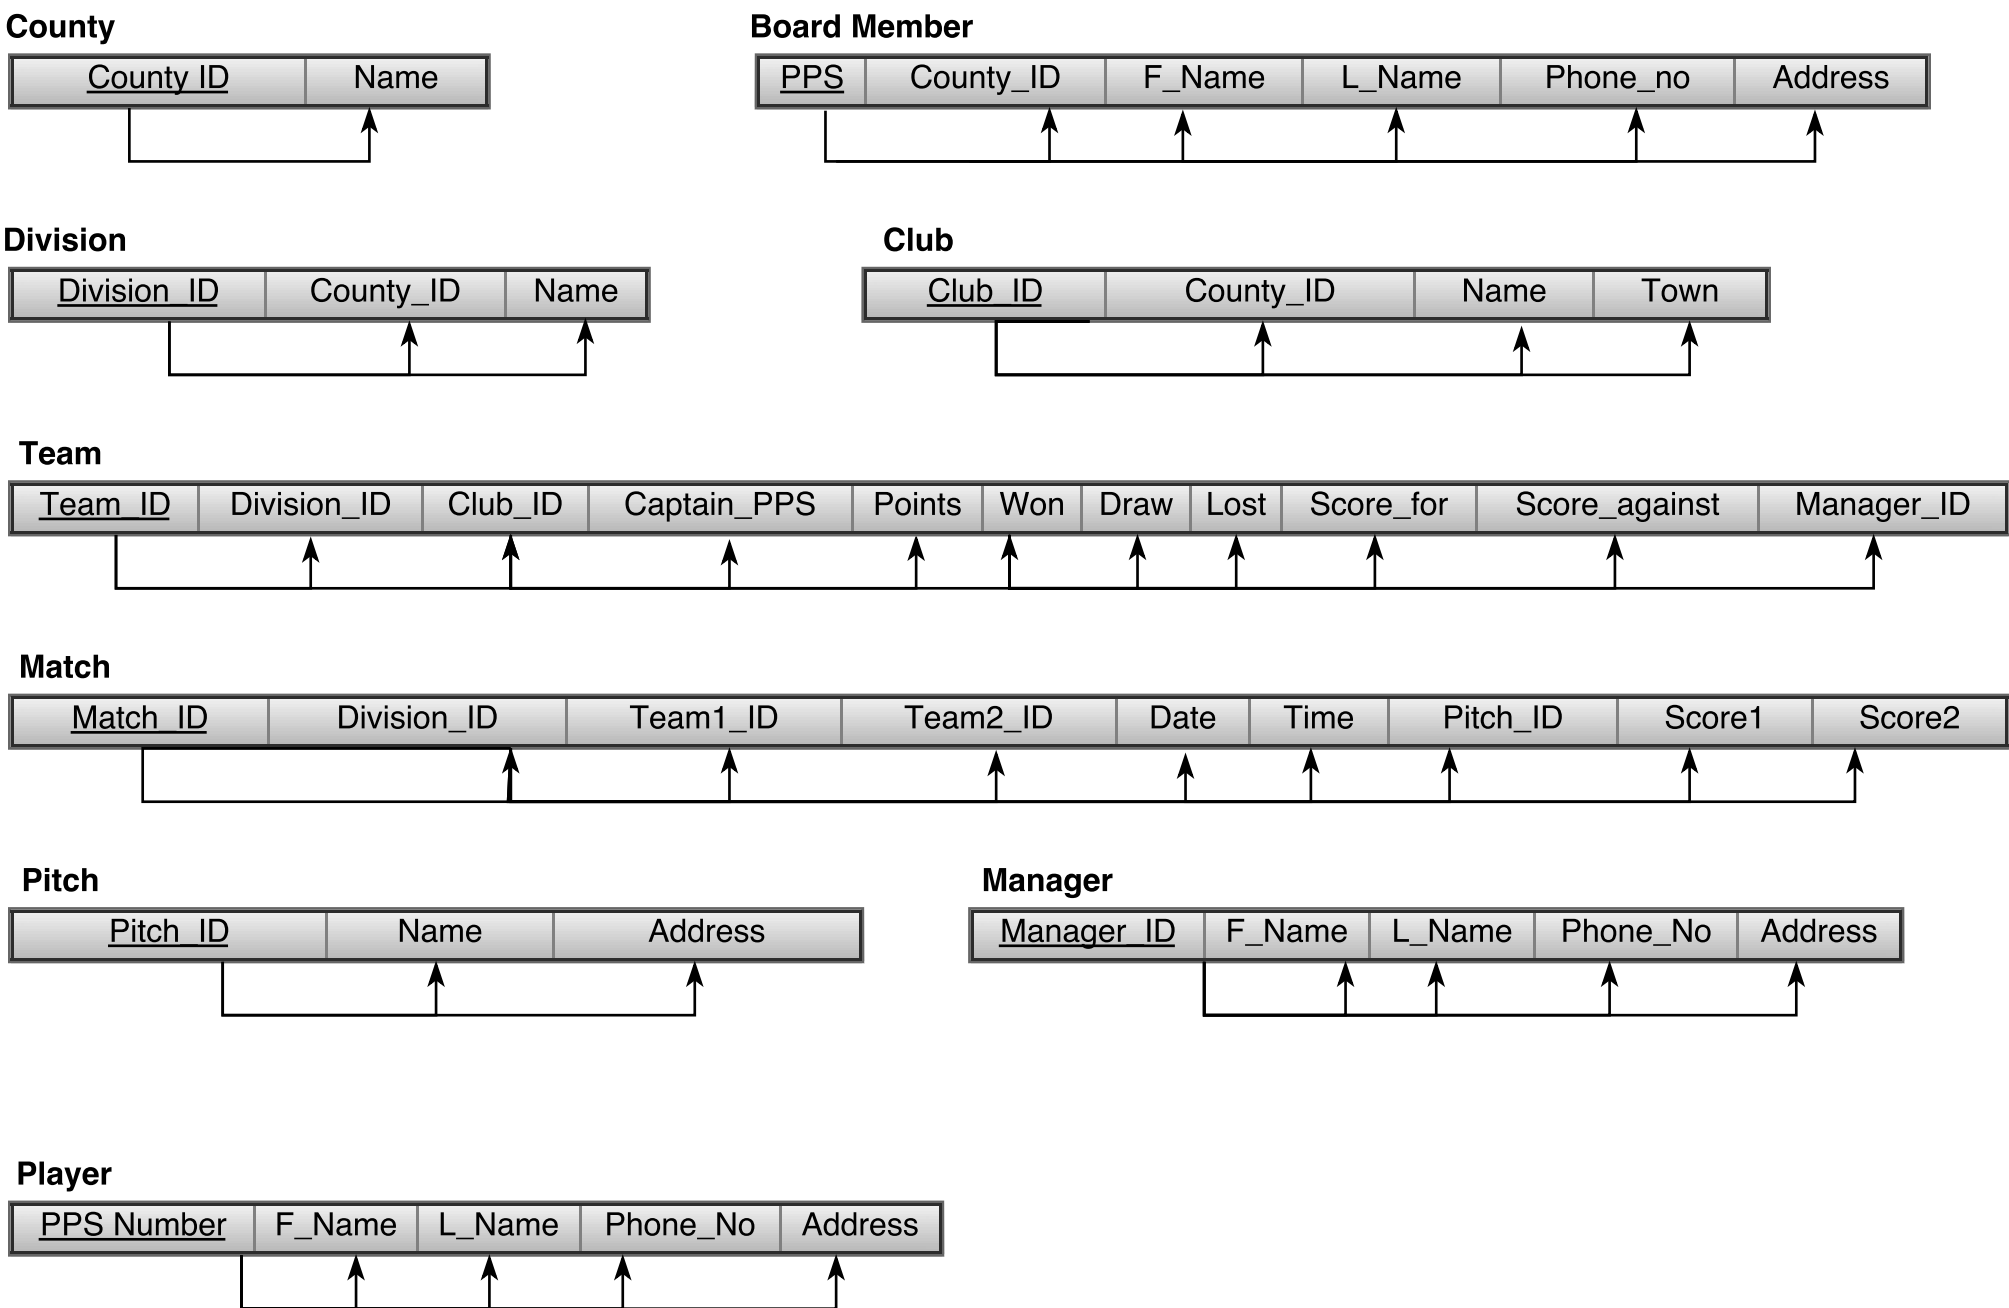 County
County ID Name
Board Member
PPS County_ID F_Name L_Name Phone_no Address
Division
Division_ID County_ID Name
Club
Club_ID County_ID Name Town
Team
Team_ID Division_ID Club_ID Captain_PPS Points Won Draw Lost Score_for Score_against Manager_ID
Match
Match_ID Division_ID Team1_ID Team2_ID Date Time Pitch_ID Score1 Score2
Pitch
Pitch_ID Name Address
Manager
Manager_ID F_Name L_Name Phone_No Address
Player
PPS Number F_Name L_Name Phone_No Address